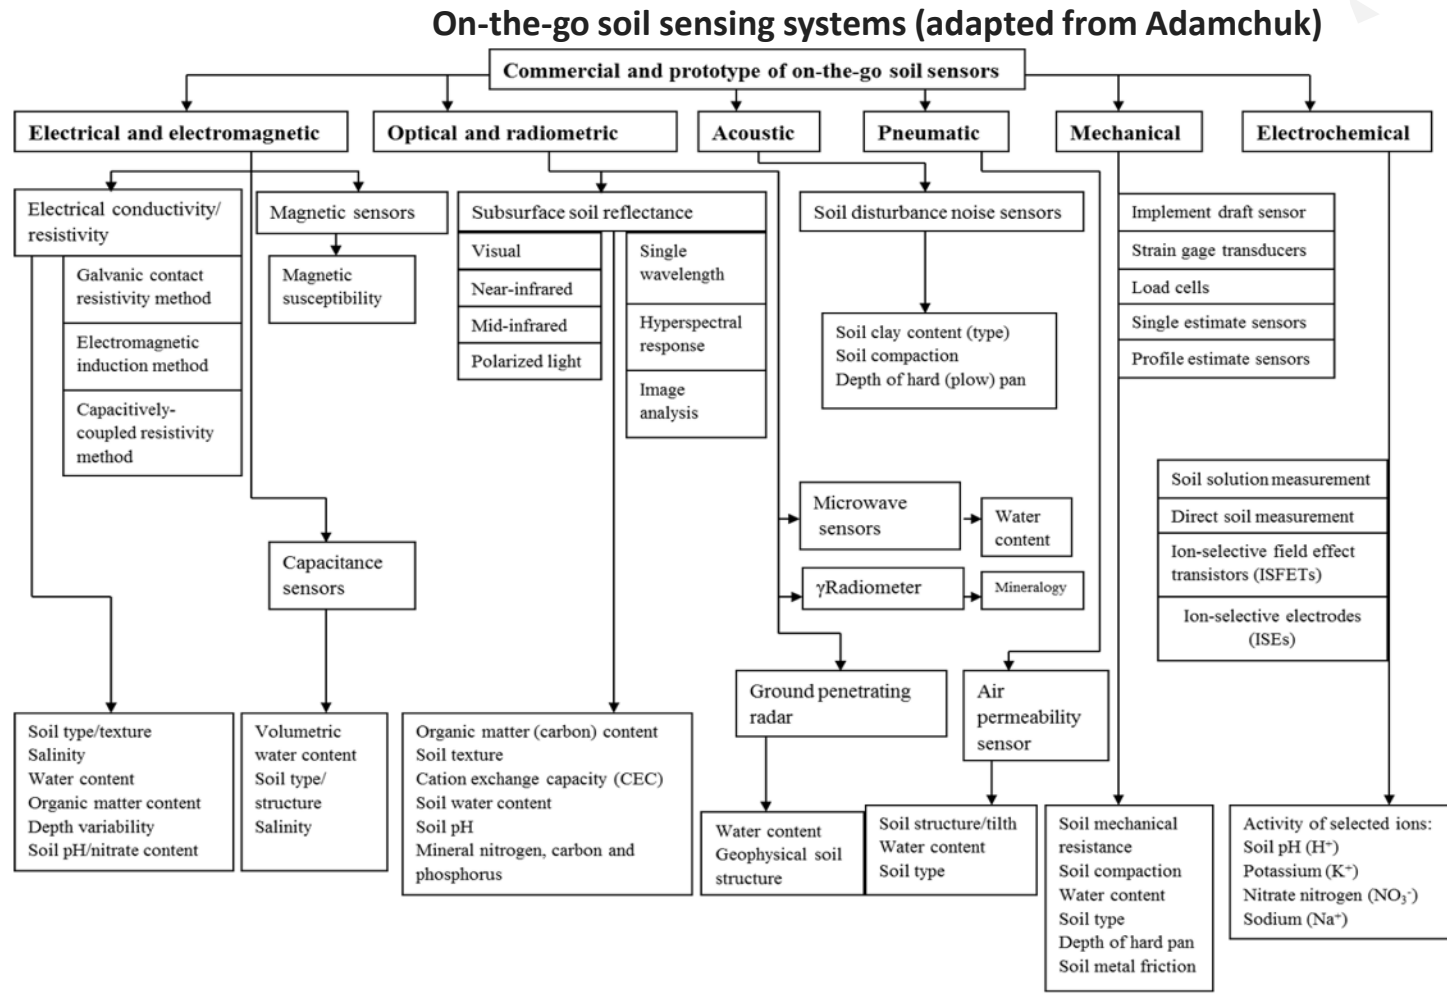 On-the-go soil sensing systems (adapted from Adamchuk)
Commercial and prototype of on-the-go soil sensors
Electrical and electromagnetic
Optical and radiometric
Acoustic
Pneumatic
Mechanical
Electrochemical
Electrical conductivity/
resistivity
Galvanic contact
resistivity method
Electromagnetic
induction method
Capacitively-
coupled resistivity
method
Magnetic sensors
Magnetic
susceptibility
Capacitance
sensors
Subsurface soil reflectance
Visual
Near-infrared
Mid-infrared
Polarized light
Single
wavelength
Hyperspectral
response
Image
analysis
Soil disturbance noise sensors
Soil clay content (type)
Soil compaction
Depth of hard (plow) pan
Microwave
sensors
Water
content
γRadiometer
Mineralogy
Ground penetrating
radar
Air
permeability
sensor
Implement draft sensor
Strain gage transducers
Load cells
Single estimate sensors
Profile estimate sensors
Soil solution measurement
Direct soil measurement
Ion-selective field effect
transistors (ISFETs)
Ion-selective electrodes
(ISEs)
Soil type/texture
Salinity
Water content
Organic matter content
Depth variability
Soil pH/nitrate content
Volumetric
water content
Soil type/
structure
Salinity
Organic matter (carbon) content
Soil texture
Cation exchange capacity (CEC)
Soil water content
Soil pH
Mineral nitrogen, carbon and
phosphorus
Water content
Geophysical soil
structure
Soil structure/tilth
Water content
Soil type
Soil mechanical
resistance
Soil compaction
Water content
Soil type
Depth of hard pan
Soil metal friction
Activity of selected ions:
Soil pH (H⁺)
Potassium (K⁺)
Nitrate nitrogen (NO₃⁻)
Sodium (Na⁺)